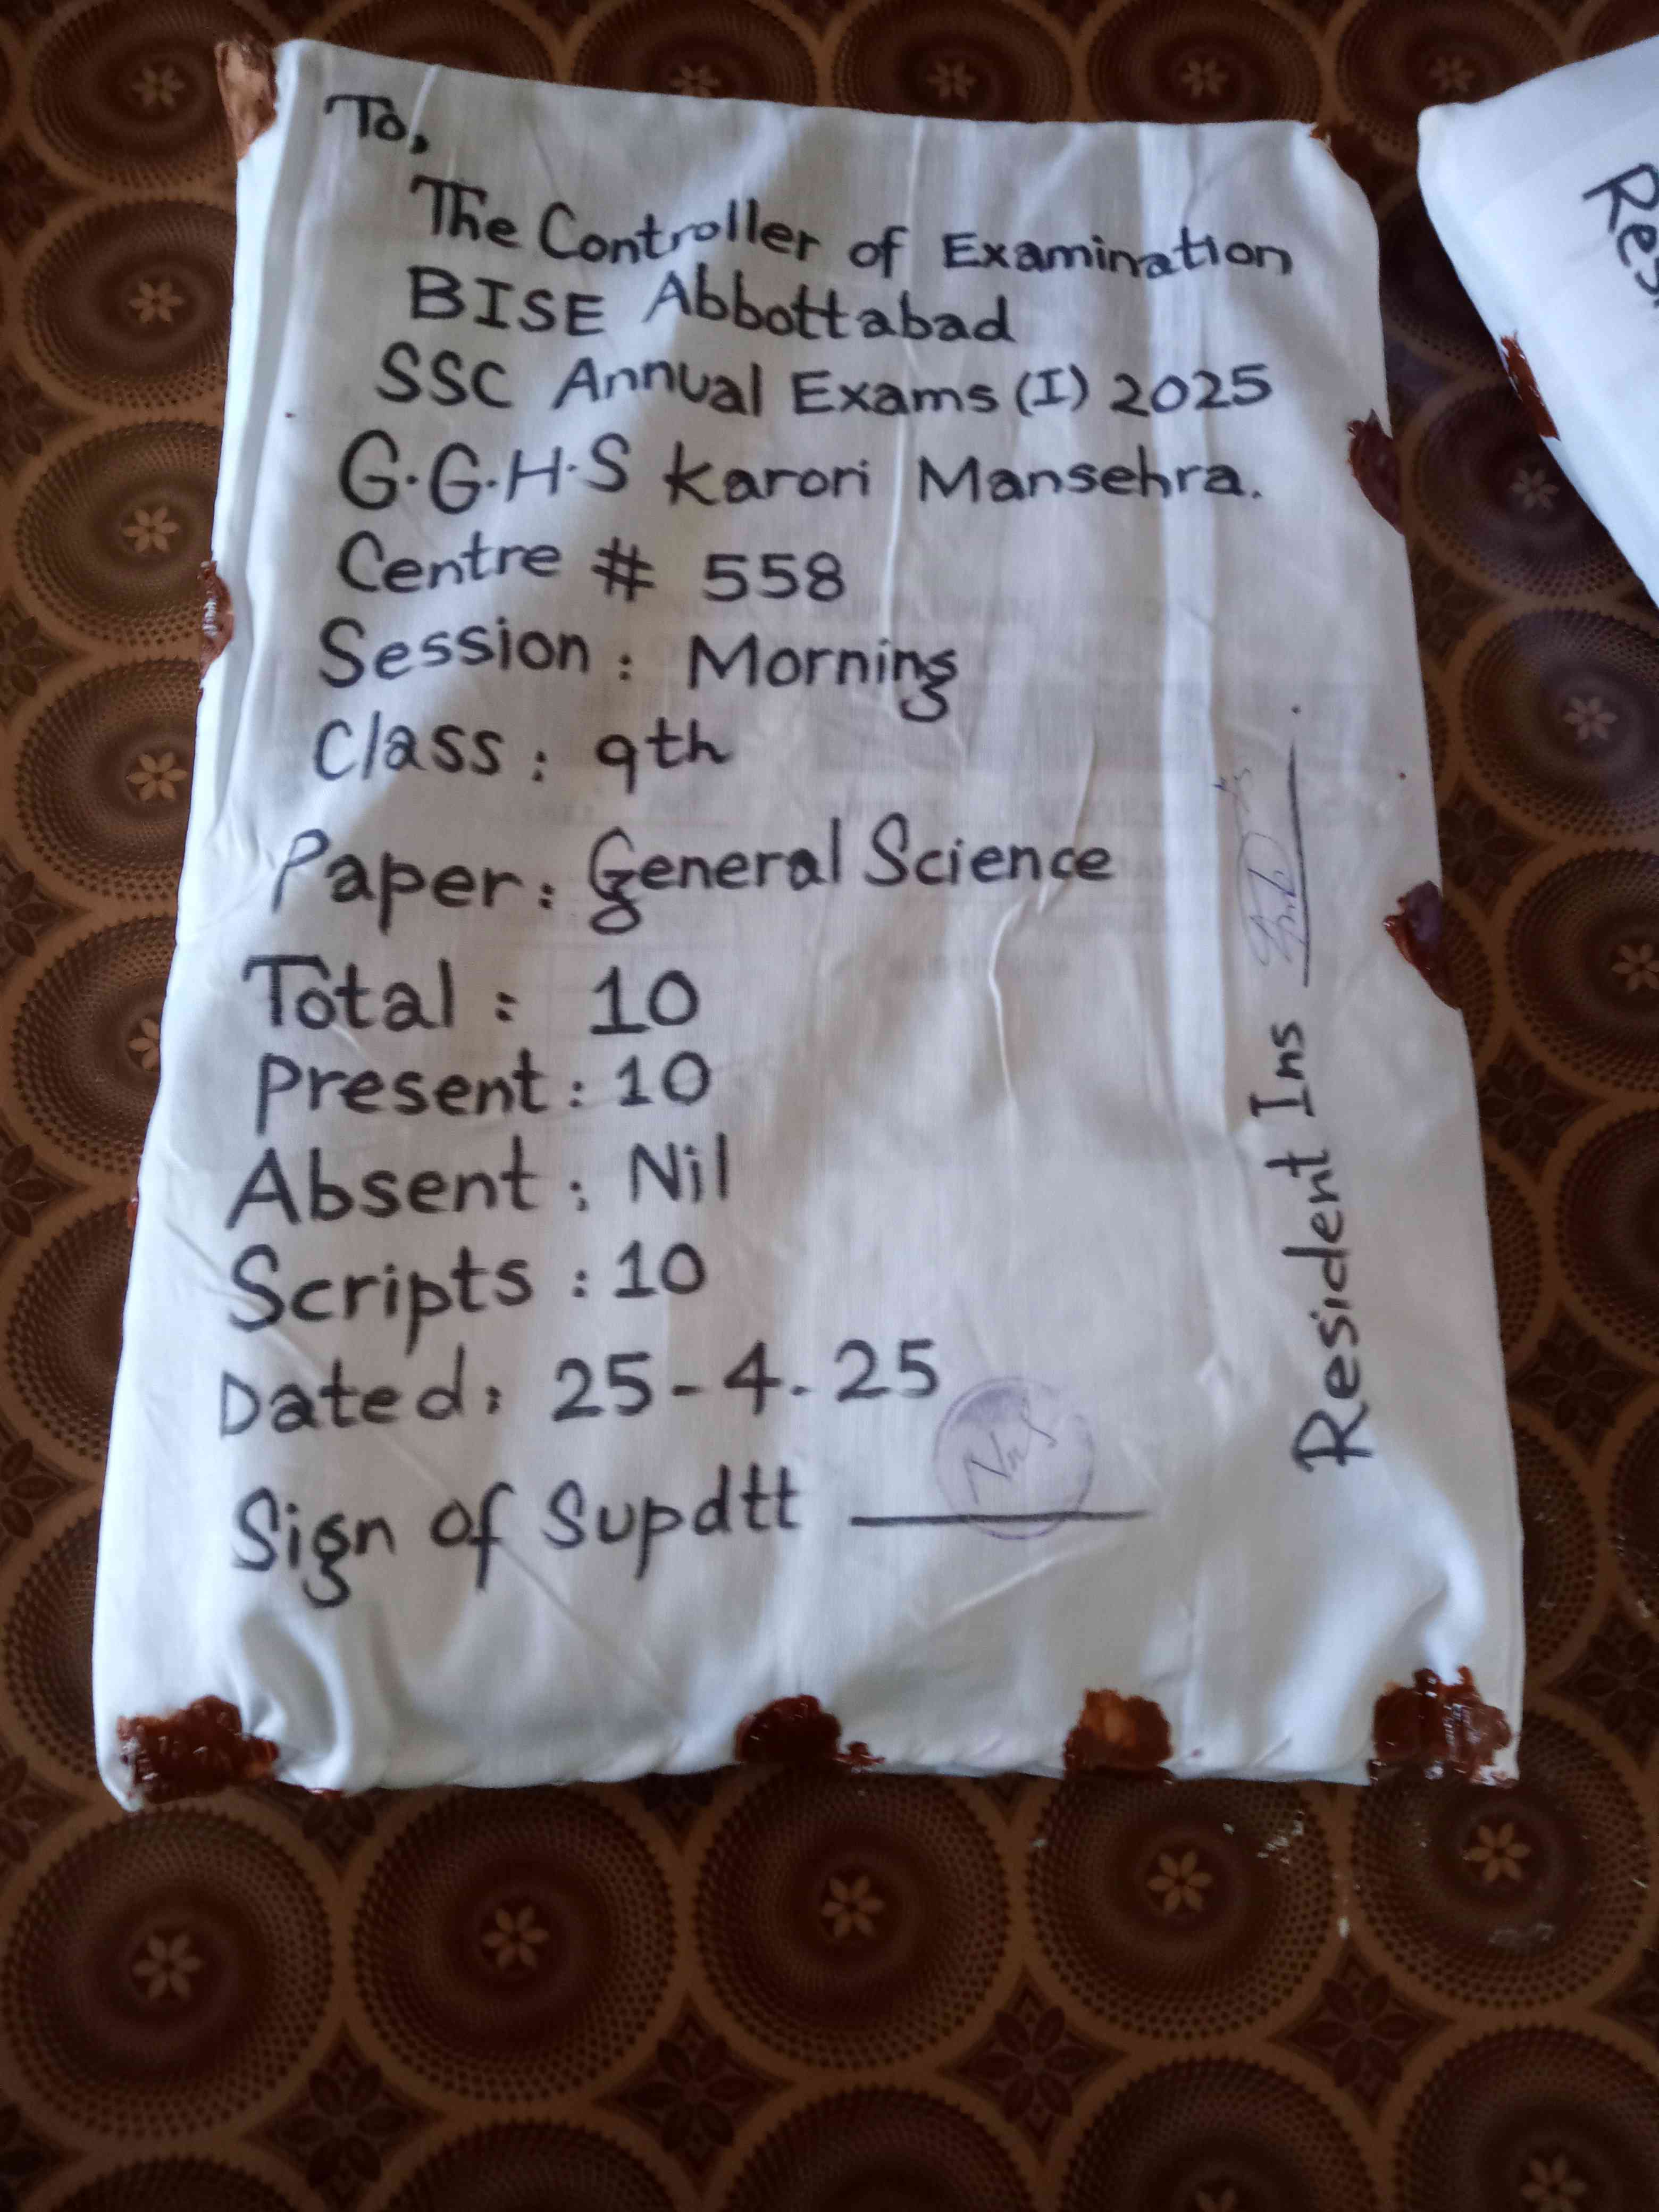 To,
The Controller of Examination
BISE Abbottabad
SSC Annual Exams (I) 2025
G.G.H.S Karori Mansehra.
Centre # 558
Session : Morning
Class : 9th
Paper : General Science
Total : 10
Present : 10
Absent : Nil
Scripts : 10
Dated : 25-4-25
Sign of Supdtt
Resident Ins
Res